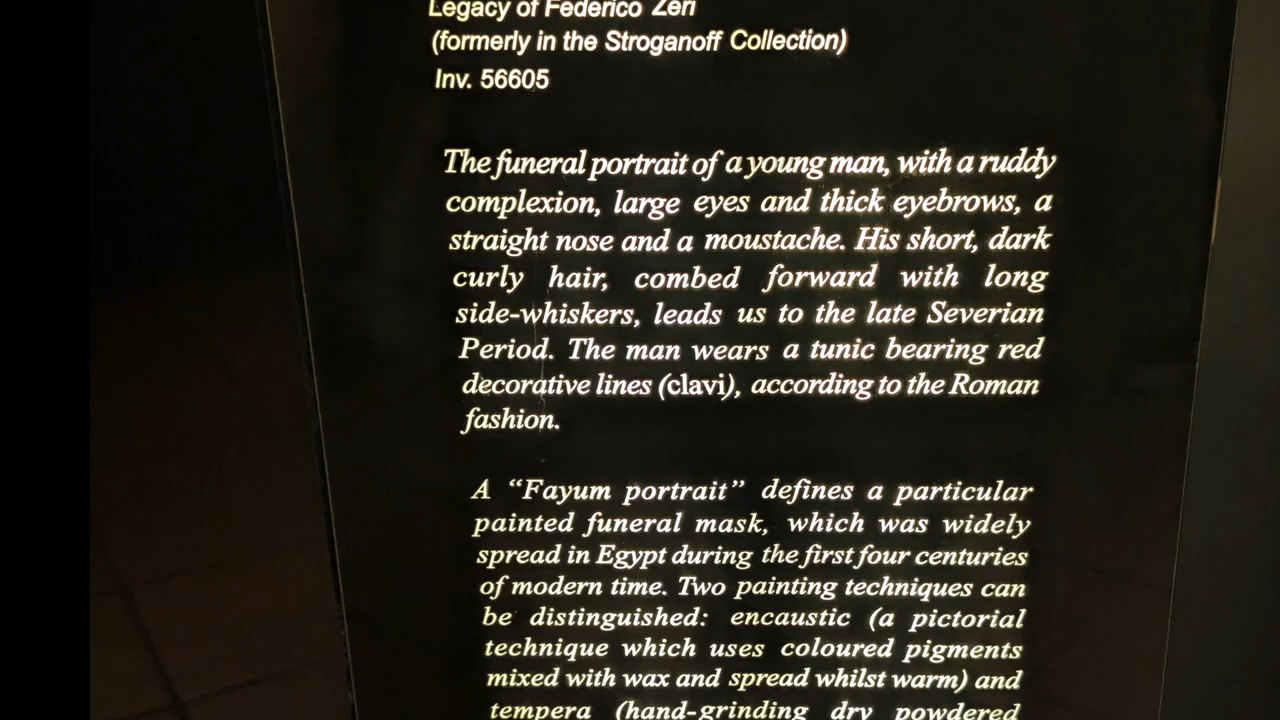 Legacy of Federico Zeri
(formerly in the Stroganoff Collection)
Inv. 56605
The funeral portrait of a young man, with a ruddy
complexion, large eyes and thick eyebrows, a
straight nose and a moustache. His short, dark
curly hair, combed forward with long
side-whiskers, leads us to the late Severian
Period. The man wears a tunic bearing red
decorative lines (clavi), according to the Roman
fashion.
A “Fayum portrait” defines a particular
painted funeral mask, which was widely
spread in Egypt during the first four centuries
of modern time. Two painting techniques can
be distinguished: encaustic (a pictorial
technique which uses coloured pigments
mixed with wax and spread whilst warm) and
tempera (hand-grinding dry powdered